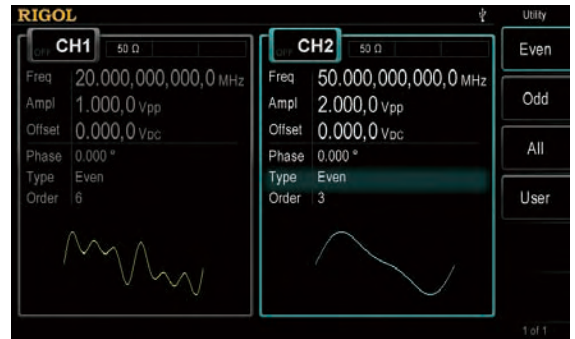 RIGOL
Utility
OFF CH1 50 Ω
Freq 20.000,000,000,0 MHz
Ampl 1.000,0 Vpp
Offset 0.000,0 VDC
Phase 0.000 °
Type Even
Order 6
OFF CH2 50 Ω
Freq 50.000,000,000,0 MHz
Ampl 2.000,0 Vpp
Offset 0.000,0 VDC
Phase 0.000 °
Type Even
Order 3
Even
Odd
All
User
1 of 1